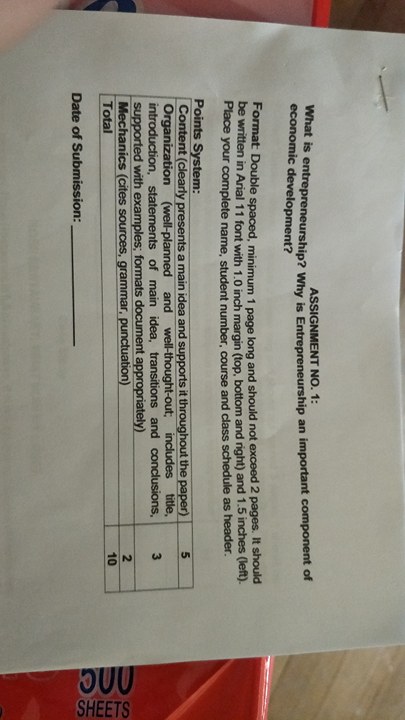 ASSIGNMENT NO. 1:
What is entrepreneurship? Why is Entrepreneurship an important component of
economic development?
Format: Double spaced, minimum 1 page long and should not exceed 2 pages. It should
be written in Arial 11 font with 1.0 inch margin (top, bottom and right) and 1.5 inches (left).
Place your complete name, student number, course and class schedule as header.
Points System:
Content (clearly presents a main idea and supports it throughout the paper) 5
Organization (well-planned and well-thought-out; includes title,
introduction, statements of main idea, transitions and conclusions, 3
supported with examples; formats document appropriately)
Mechanics (cites sources, grammar, punctuation) 2
Total 10
Date of Submission:
500
SHEETS